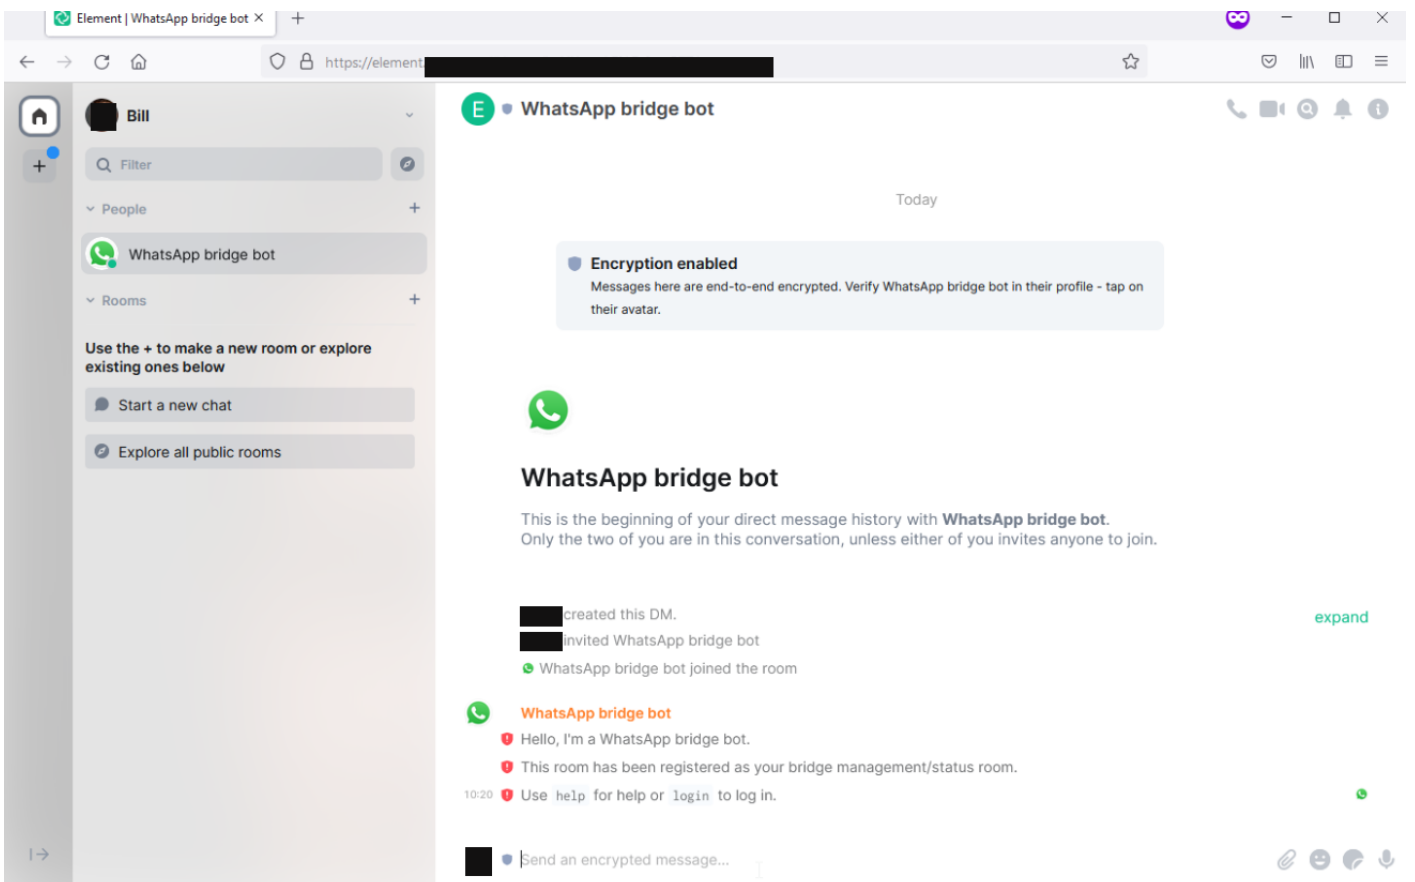 Element | WhatsApp bridge bot
https://element.
Bill
WhatsApp bridge bot
Filter
Today
People
Encryption enabled
WhatsApp bridge bot
Messages here are end-to-end encrypted. Verify WhatsApp bridge bot in their profile - tap on
their avatar.
Rooms
Use the + to make a new room or explore
existing ones below
Start a new chat
Explore all public rooms
WhatsApp bridge bot
This is the beginning of your direct message history with WhatsApp bridge bot.
Only the two of you are in this conversation, unless either of you invites anyone to join.
created this DM.
expand
invited WhatsApp bridge bot
WhatsApp bridge bot joined the room
WhatsApp bridge bot
Hello, I'm a WhatsApp bridge bot.
This room has been registered as your bridge management/status room.
10:20 Use help for help or login to log in.
Send an encrypted message...
E